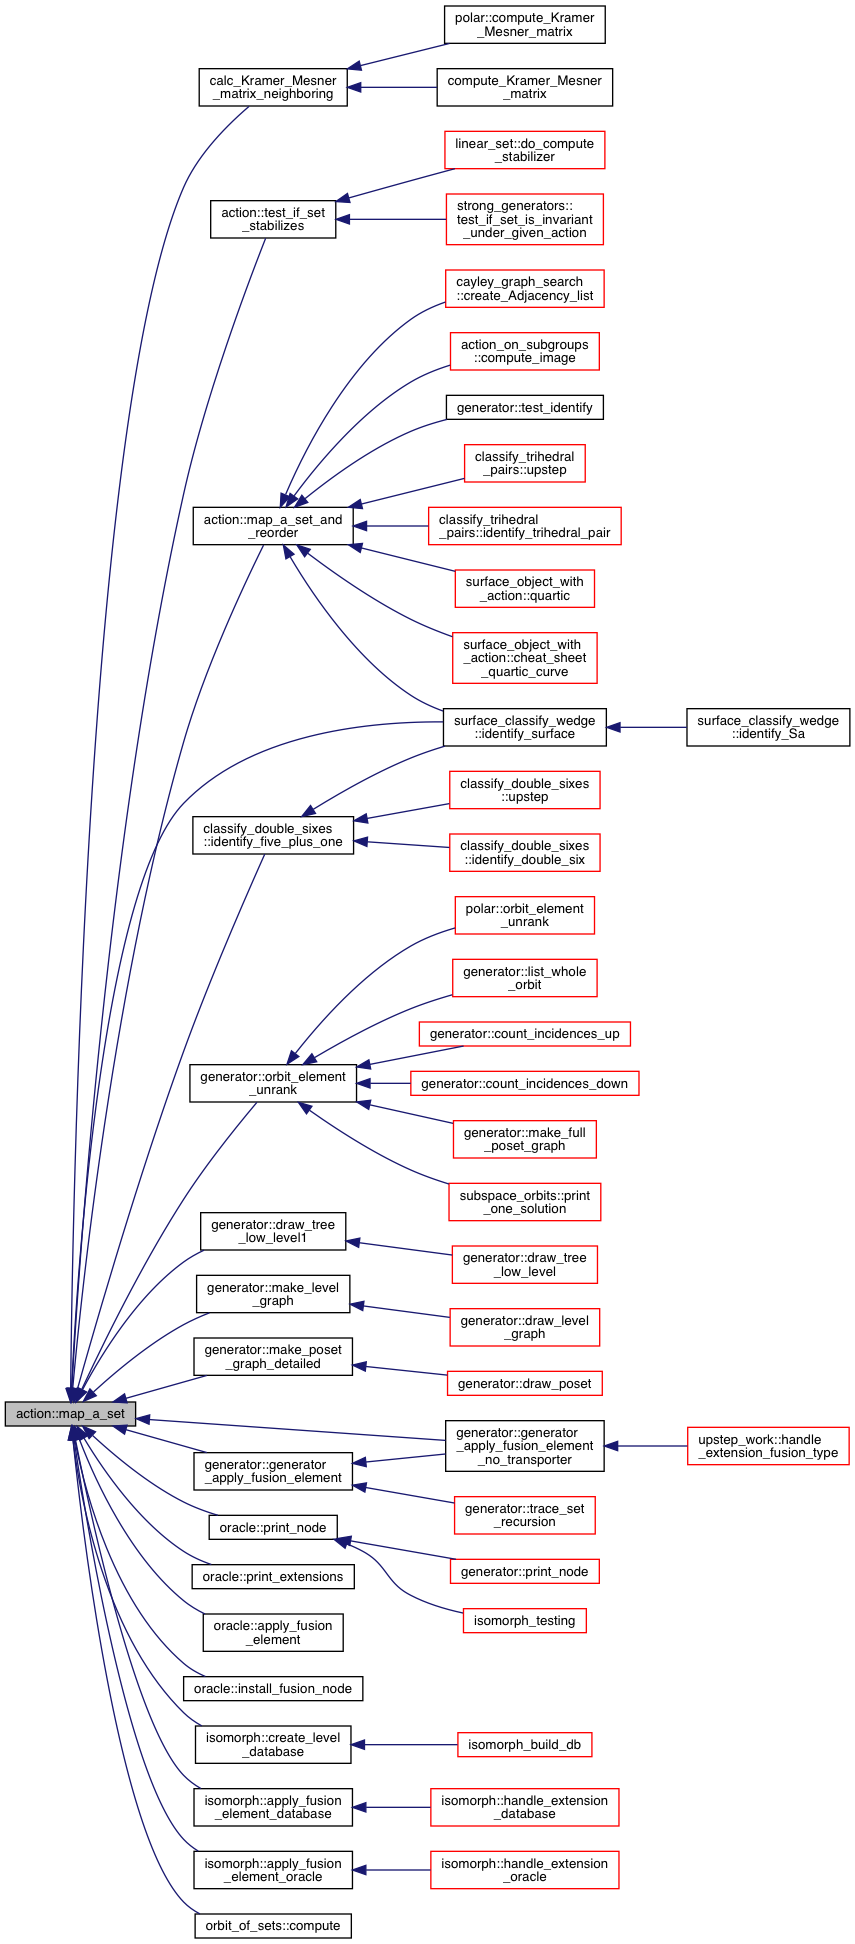 polar::compute_Kramer
_Mesner_matrix
calc_Kramer_Mesner
_matrix_neighboring
compute_Kramer_Mesner
_matrix
linear_set::do_compute
_stabilizer
action::test_if_set
_stabilizes
strong_generators::
test_if_set_is_invariant
_under_given_action
cayley_graph_search
::create_Adjacency_list
action_on_subgroups
::compute_image
generator::test_identify
classify_trihedral
_pairs::upstep
action::map_a_set_and
_reorder
classify_trihedral
_pairs::identify_trihedral_pair
surface_object_with
_action::quartic
surface_object_with
_action::cheat_sheet
_quartic_curve
surface_classify_wedge
::identify_surface
surface_classify_wedge
::identify_Sa
classify_double_sixes
::upstep
classify_double_sixes
::identify_five_plus_one
classify_double_sixes
::identify_double_six
polar::orbit_element
_unrank
generator::list_whole
_orbit
generator::count_incidences_up
generator::orbit_element
_unrank
generator::count_incidences_down
generator::make_full
_poset_graph
subspace_orbits::print
_one_solution
generator::draw_tree
_low_level1
generator::draw_tree
_low_level
generator::make_level
_graph
generator::draw_level
_graph
generator::make_poset
_graph_detailed
generator::draw_poset
action::map_a_set
generator::generator
_apply_fusion_element
_no_transporter
upstep_work::handle
_extension_fusion_type
generator::generator
_apply_fusion_element
generator::trace_set
_recursion
oracle::print_node
generator::print_node
oracle::print_extensions
isomorph_testing
oracle::apply_fusion
_element
oracle::install_fusion_node
isomorph::create_level
_database
isomorph_build_db
isomorph::apply_fusion
_element_database
isomorph::handle_extension
_database
isomorph::apply_fusion
_element_oracle
isomorph::handle_extension
_oracle
orbit_of_sets::compute